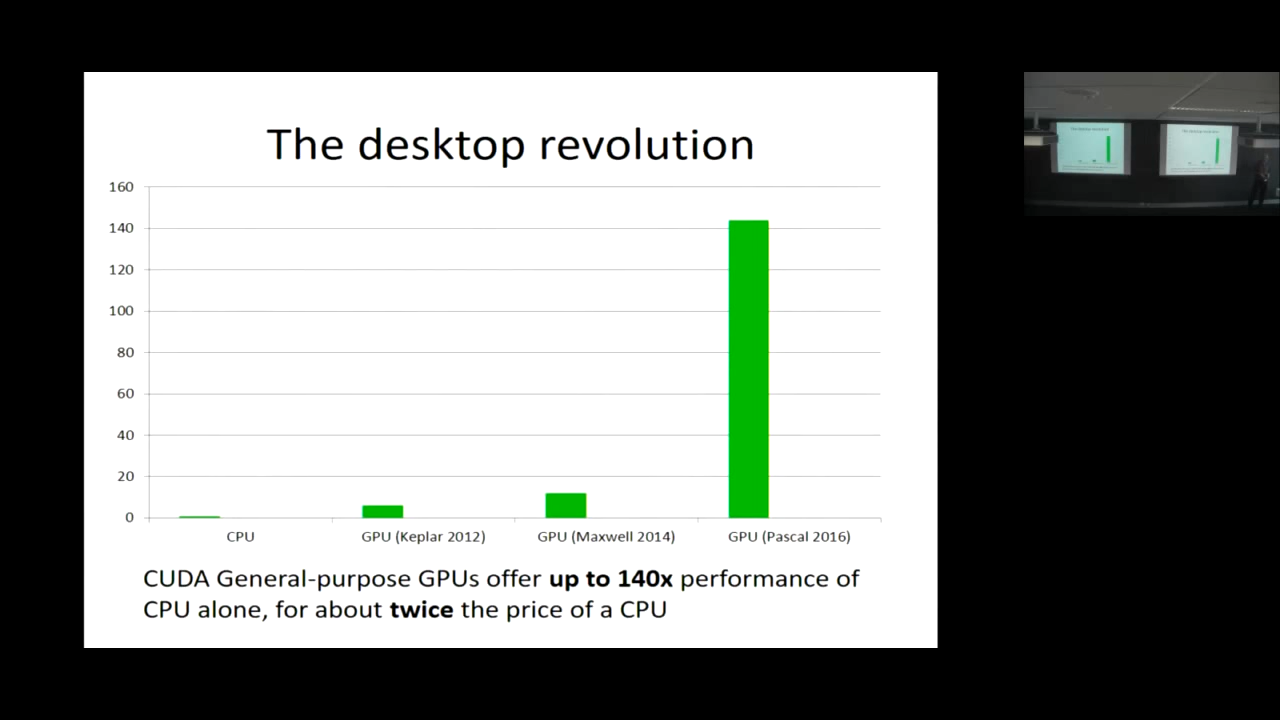 The desktop revolution
160
140
120
100
80
60
40
20
0
CPU
GPU (Keplar 2012)
GPU (Maxwell 2014)
GPU (Pascal 2016)
CUDA General-purpose GPUs offer up to 140x performance of
CPU alone, for about twice the price of a CPU